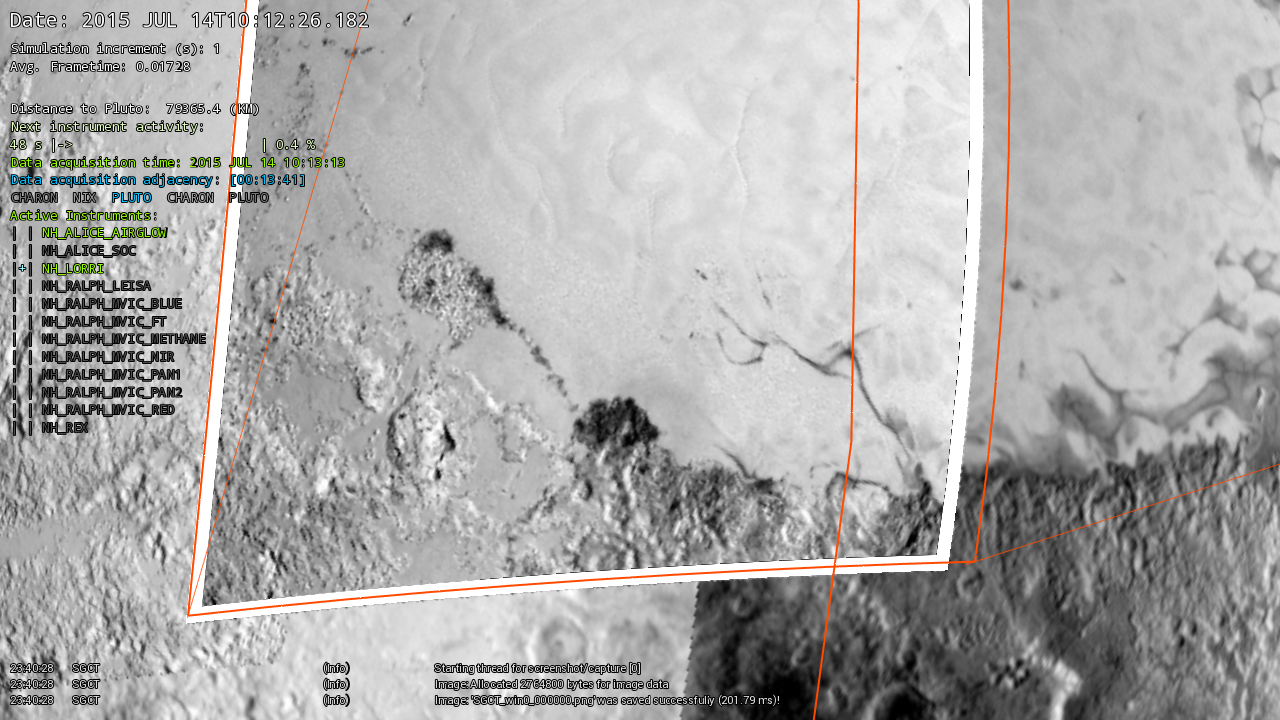 Date: 2015 JUL 14T10:12:26.182
Simulation increment (s): 1
Avg. Frametime: 0.01728
Distance to Pluto:  79365.4 (KM)
Next instrument activity:
48 s |-> | 0.4 %
Data acquisition time: 2015 JUL 14 10:13:13
Data acquisition adjacency: [00:13:41]
CHARON  NIX  PLUTO  CHARON  PLUTO
Active Instruments:
| | NH_ALICE_AIRGLOW
| | NH_ALICE_SOC
|+| NH_LORRI
| | NH_RALPH_LEISA
| | NH_RALPH_MVIC_BLUE
| | NH_RALPH_MVIC_FT
| | NH_RALPH_MVIC_METHANE
| | NH_RALPH_MVIC_NIR
| | NH_RALPH_MVIC_PAN1
| | NH_RALPH_MVIC_PAN2
| | NH_RALPH_MVIC_RED
| | NH_REX
23:40:28 SGCT (Info) Starting thread for screenshot/capture [0]
23:40:28 SGCT (Info) Image: Allocated 2764800 bytes for image data
23:40:28 SGCT (Info) Image: 'SGCT_win0_000000.png' was saved successfully (201.79 ms)!